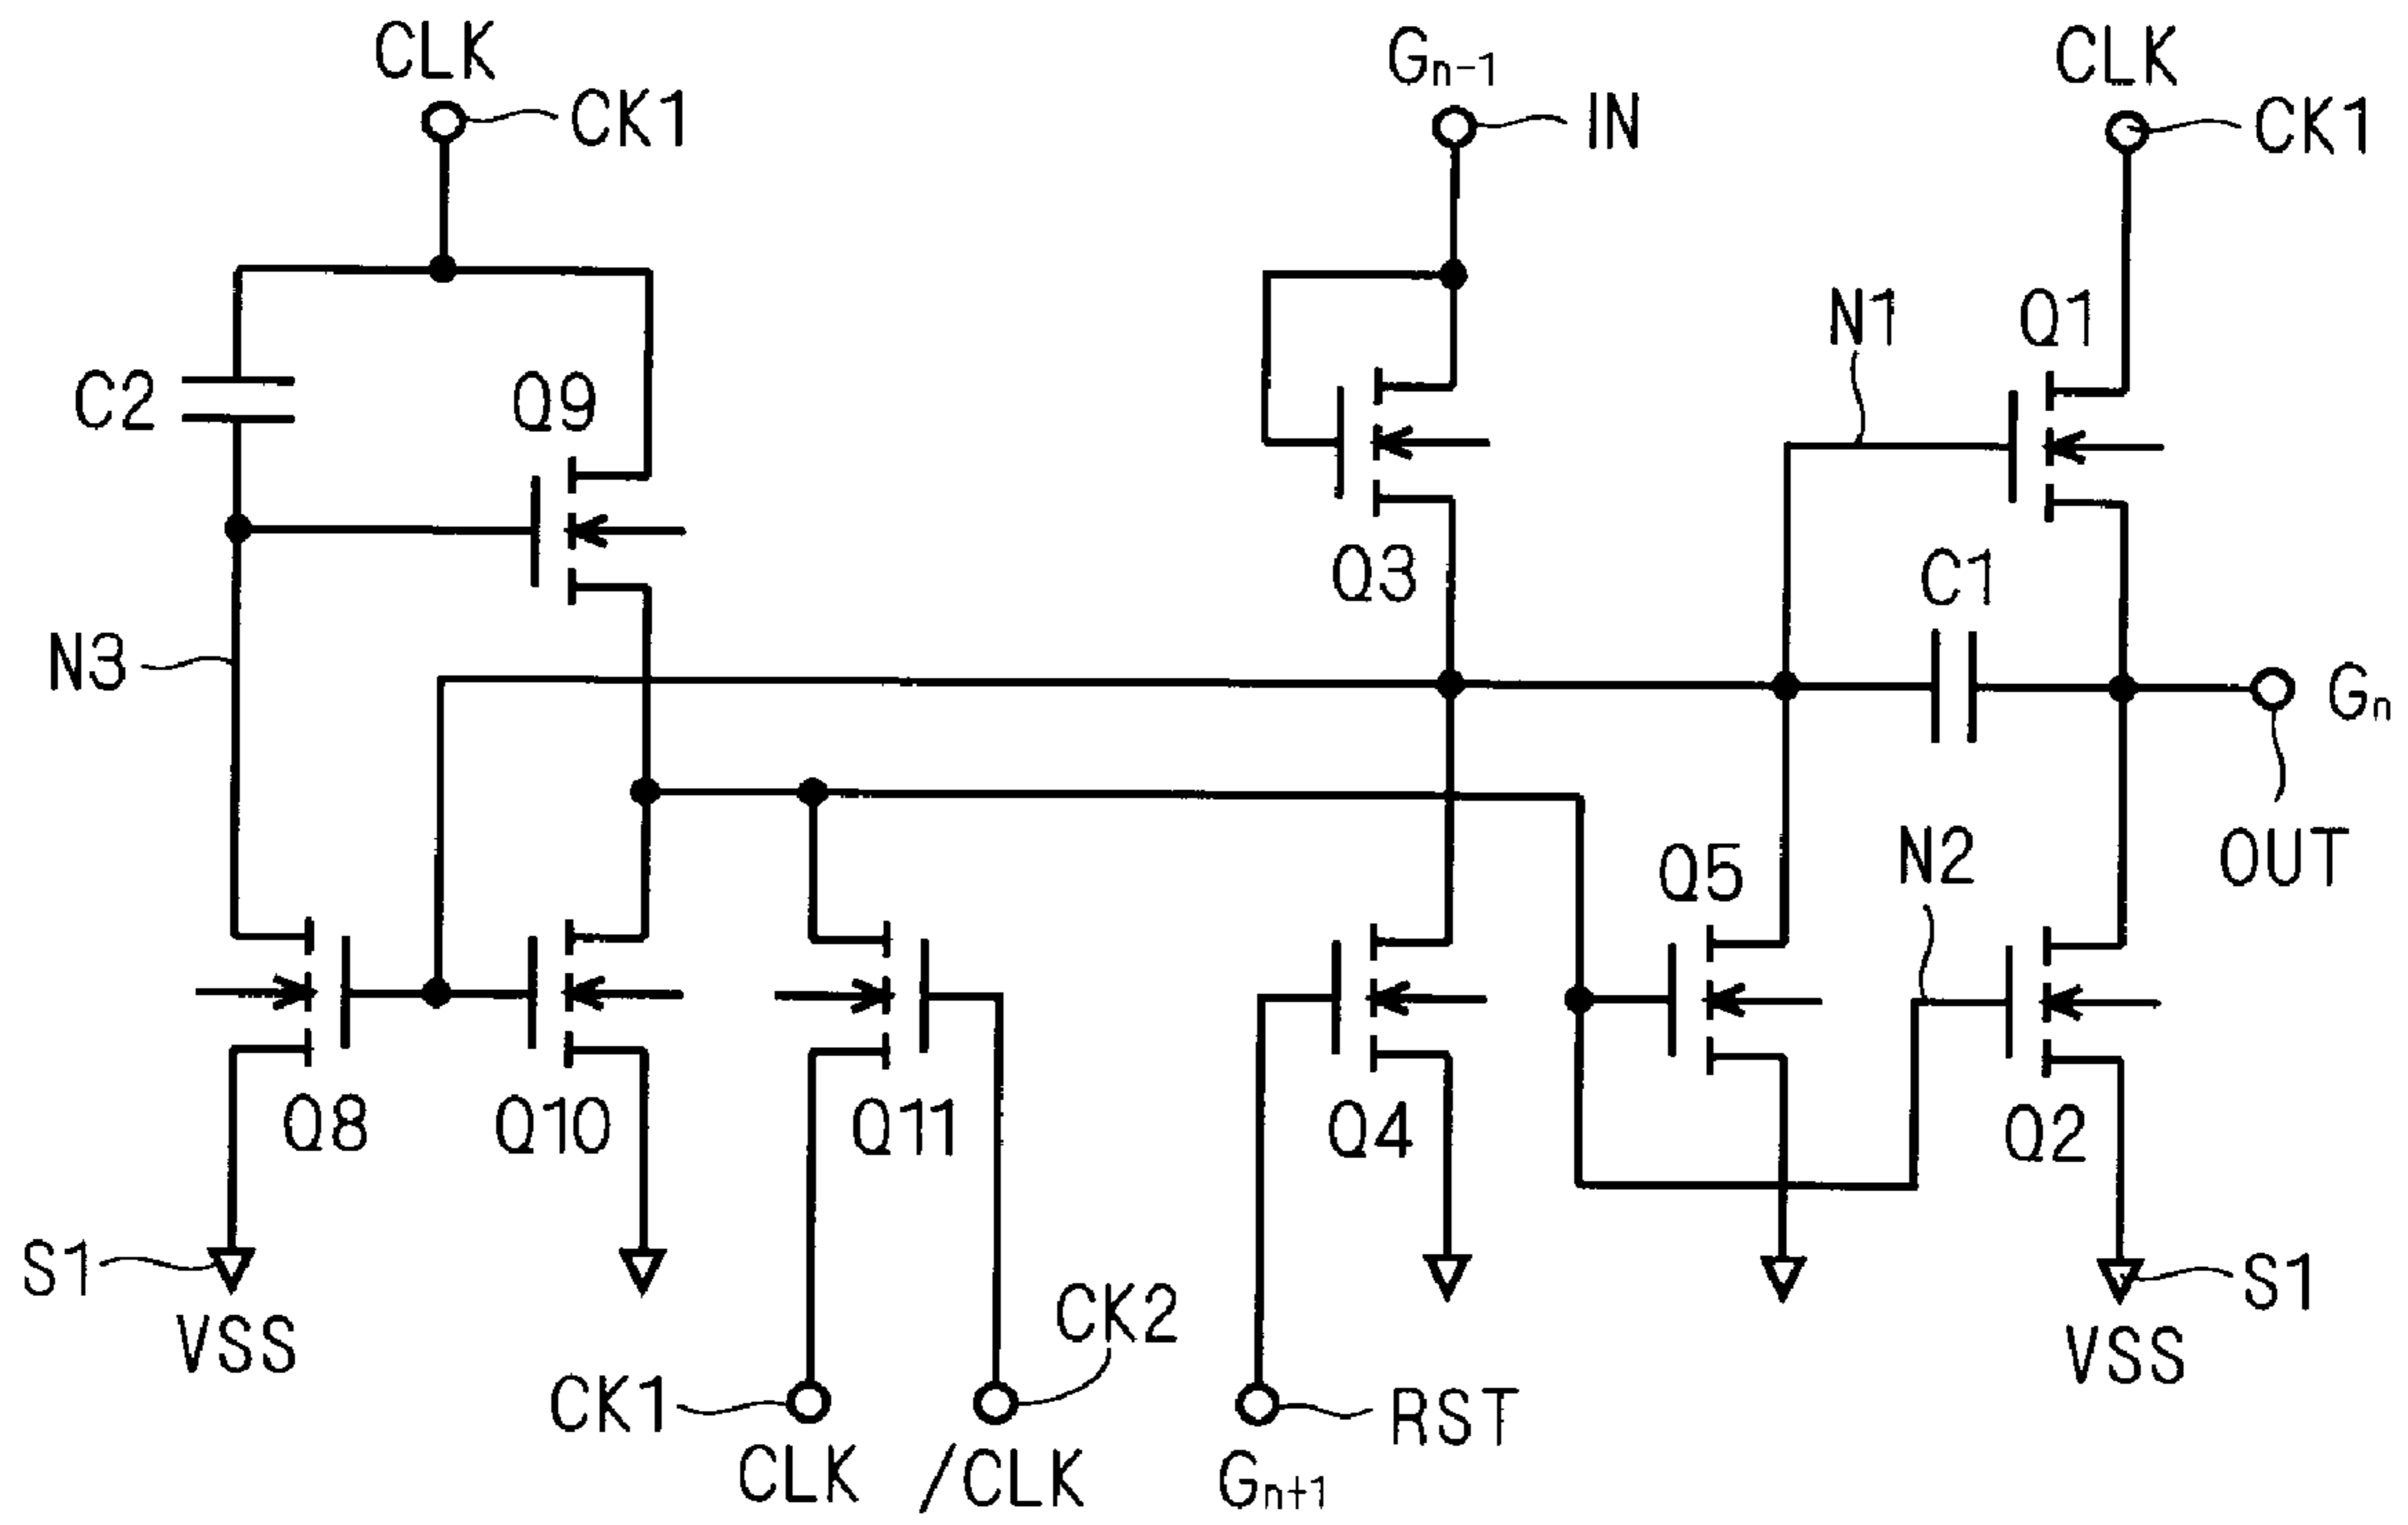 CLK
CK1
Gn-1
IN
CLK
CK1
N1
Q1
C2
Q9
Q3
C1
N3
Gn
OUT
Q5
N2
Q8
Q10
Q11
Q4
Q2
S1
VSS
CK2
S1
VSS
CK1
CLK
/CLK
RST
Gn+1